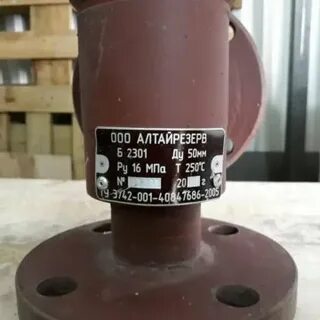 ООО АЛТАЙРЕЗЕРВ
Б 2301 Ду 50мм
Ру 16 МПа Т 250°С
№ 20 г.
ТУ-3742-001-40847686-2005